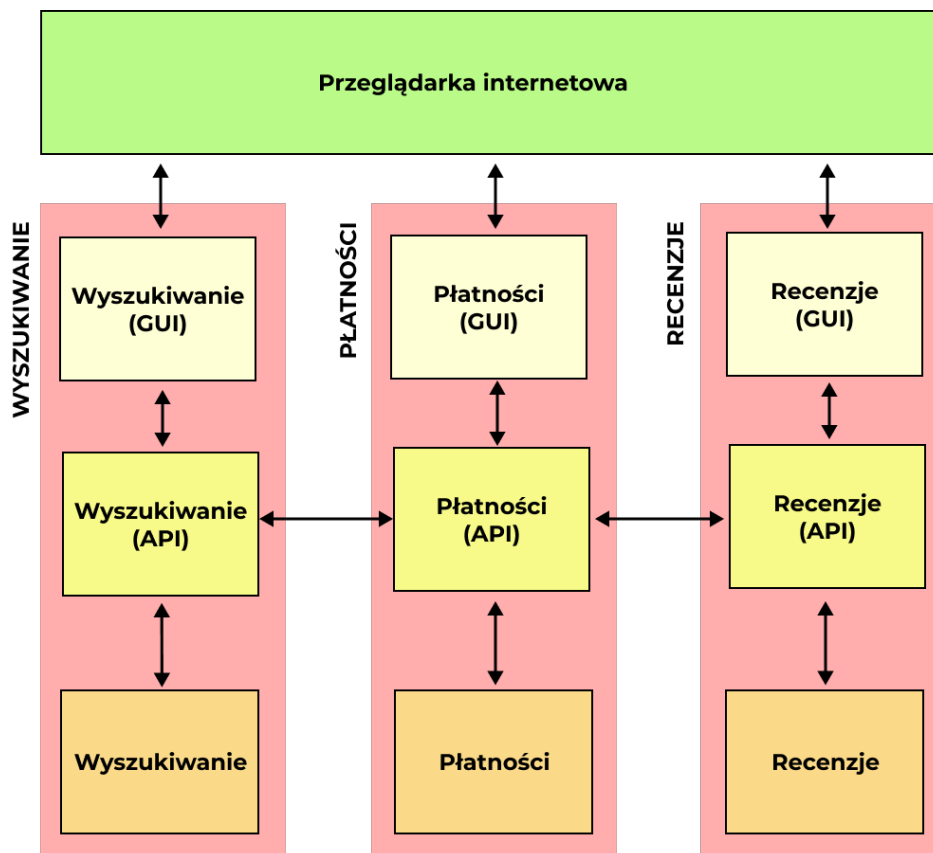 Przeglądarka internetowa
WYSZUKIWANIE
PŁATNOŚCI
RECENZJE
Wyszukiwanie
(GUI)
Płatności
(GUI)
Recenzje
(GUI)
Wyszukiwanie
(API)
Płatności
(API)
Recenzje
(API)
Wyszukiwanie
Płatności
Recenzje